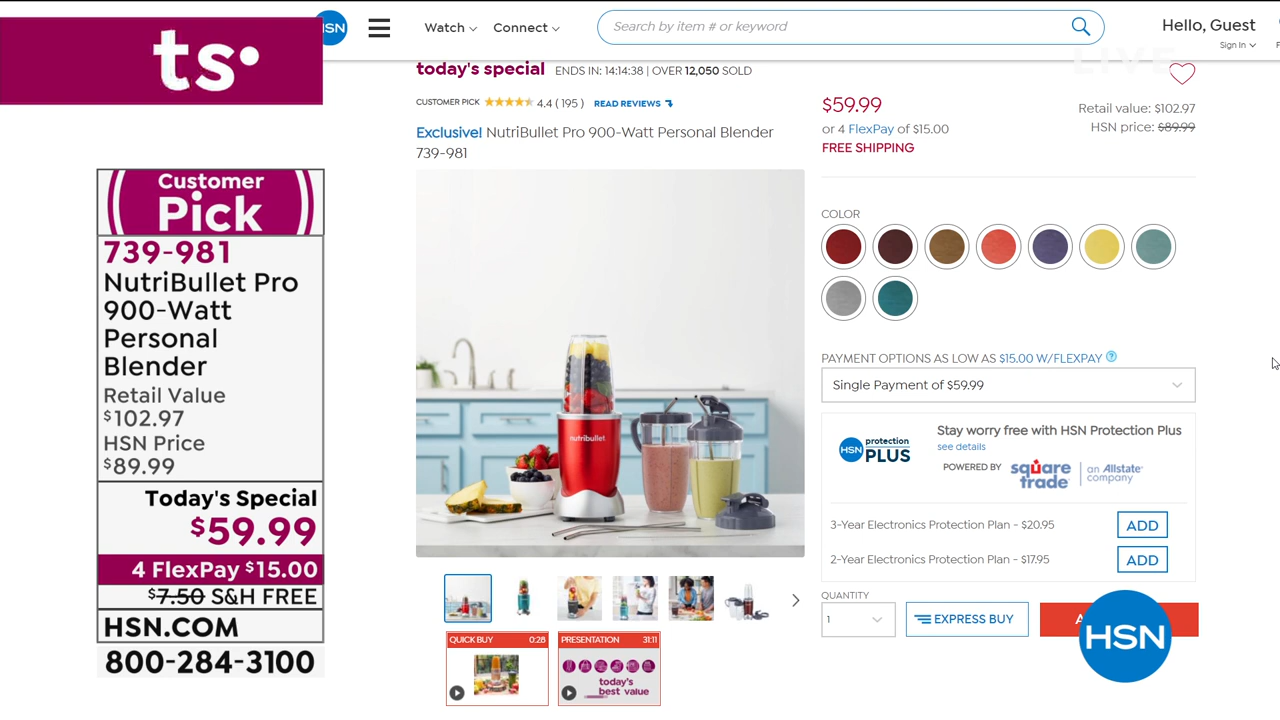 ts.
HSN
Watch
Connect
Search by item # or keyword
Hello, Guest
Sign In
LIVE
today's special ENDS IN: 14:14:38 | OVER 12,050 SOLD
CUSTOMER PICK 4.4 ( 195 ) READ REVIEWS
Exclusive! NutriBullet Pro 900-Watt Personal Blender
739-981
$59.99
or 4 FlexPay of $15.00
FREE SHIPPING
Retail value: $102.97
HSN price: $89.99
Customer
Pick
739-981
NutriBullet Pro
900-Watt
Personal
Blender
Retail Value
$102.97
HSN Price
$89.99
Today's Special
$59.99
4 FlexPay $15.00
$7.50 S&H FREE
HSN.COM
800-284-3100
nutribullet
COLOR
PAYMENT OPTIONS AS LOW AS $15.00 W/FLEXPAY ?
Single Payment of $59.99
HSN protection
PLUS
Stay worry free with HSN Protection Plus
see details
POWERED BY square trade | an Allstate company
3-Year Electronics Protection Plan - $20.95 ADD
2-Year Electronics Protection Plan - $17.95 ADD
QUANTITY
1
EXPRESS BUY
HSN
QUICK BUY 0:28
PRESENTATION 31:11
today's
best value